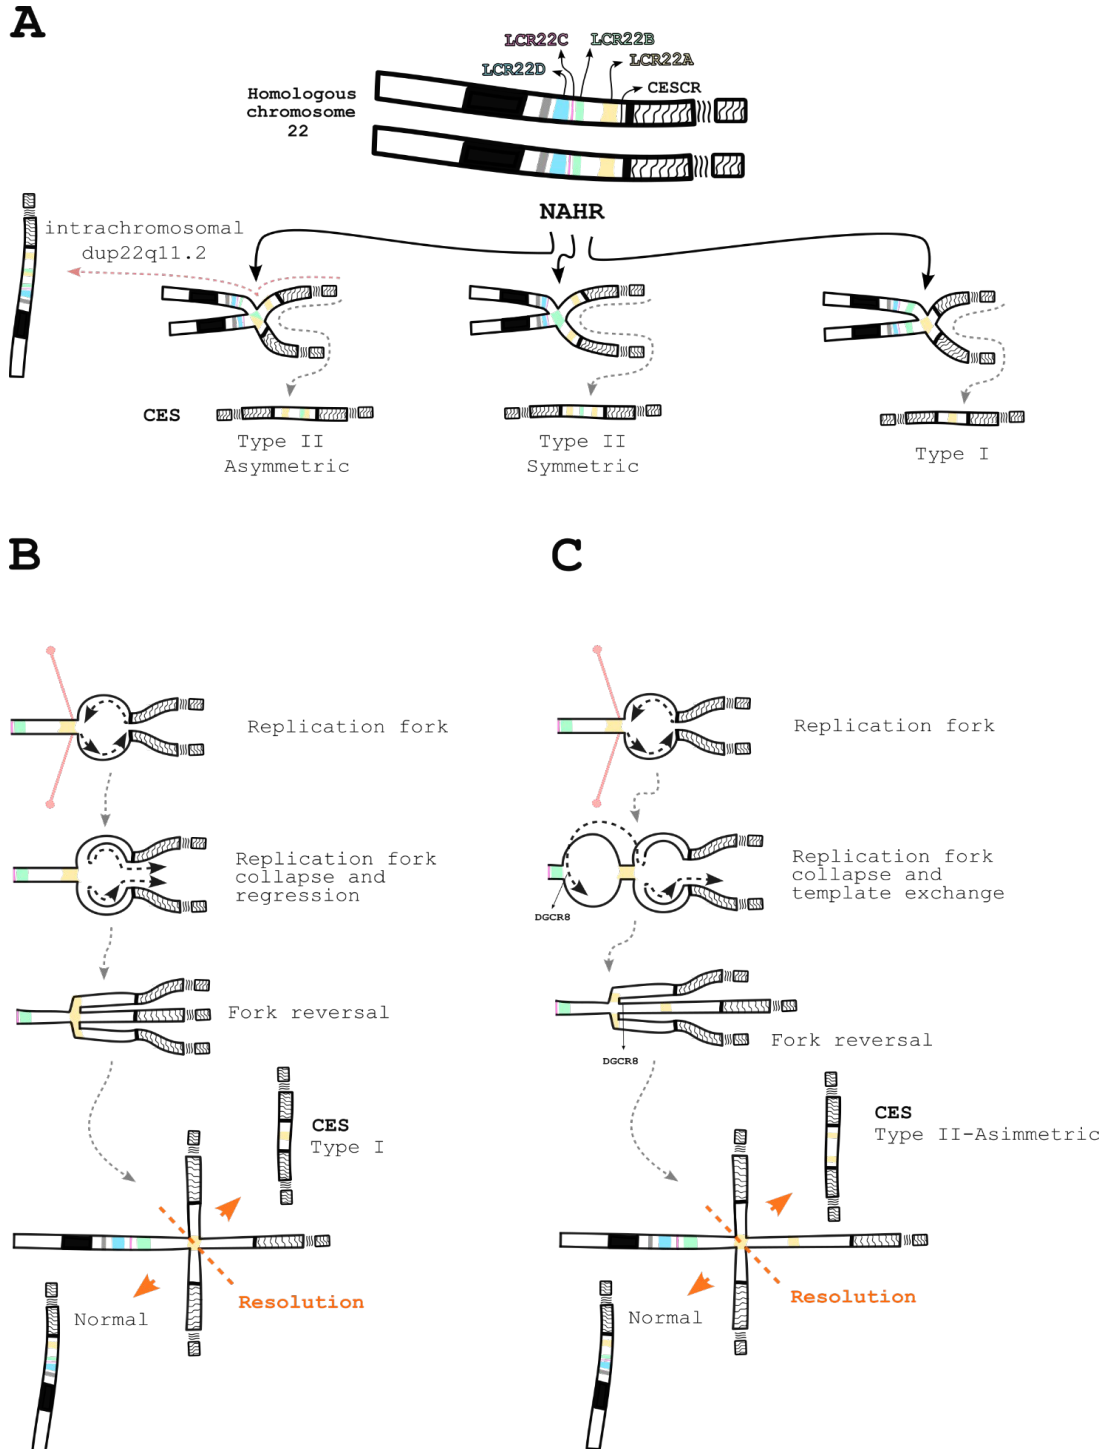 A
LCR22C
LCR22B
LCR22D
LCR22A
CESCR
Homologous
chromosome
22
NAHR
intrachromosomal
dup22q11.2
CES
Type II
Asymmetric
Type II
Symmetric
Type I
B
Replication fork
Replication fork
collapse and
regression
Fork reversal
CES
Type I
Resolution
Normal
C
Replication fork
Replication fork
collapse and
template exchange
DGCR8
DGCR8
Fork reversal
CES
Type II-Asimmetric
Resolution
Normal